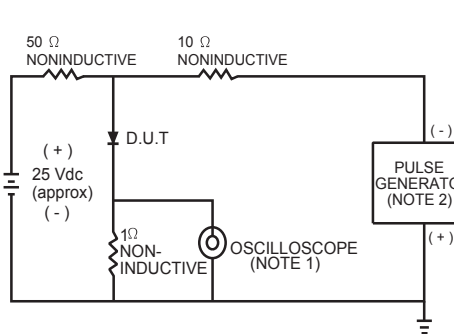 50 Ω
NONINDUCTIVE
10 Ω
NONINDUCTIVE
D.U.T
( + )
25 Vdc
(approx)
( - )
( - )
PULSE
GENERATO
(NOTE 2)
( + )
1Ω
NON-
INDUCTIVE
OSCILLOSCOPE
(NOTE 1)